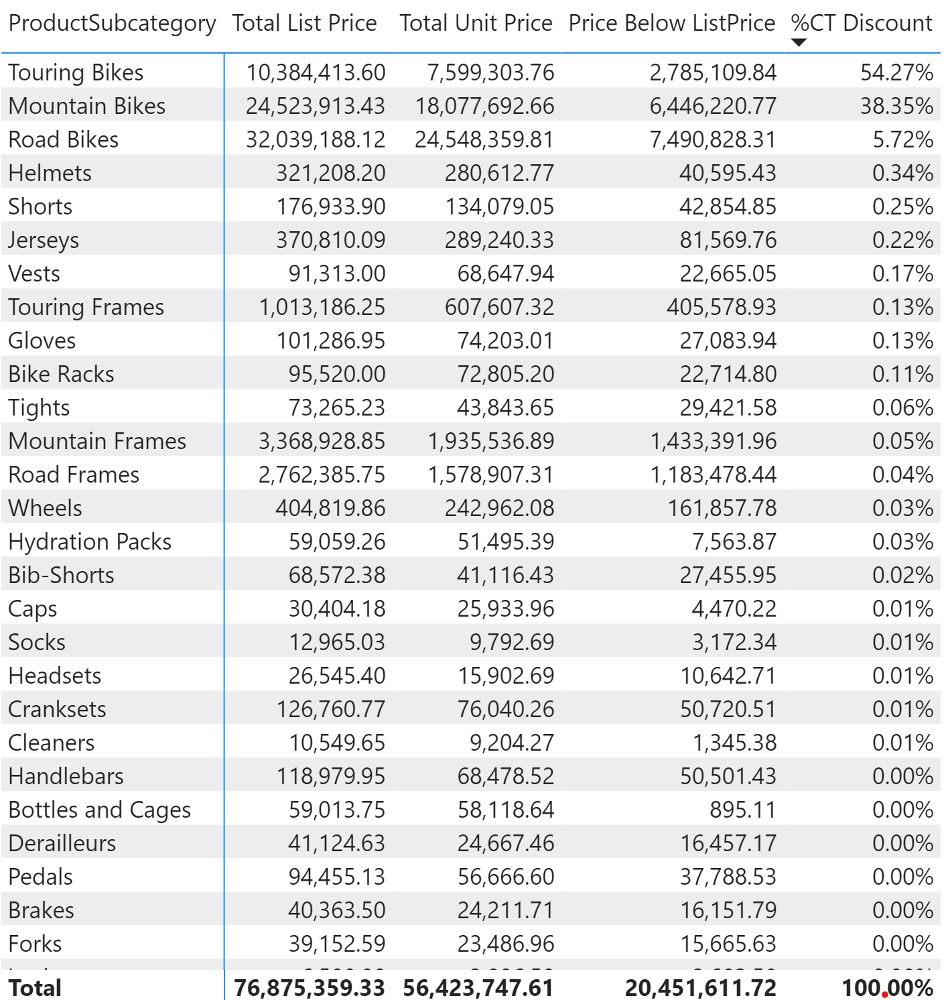 ProductSubcategory Total List Price Total Unit Price Price Below ListPrice %CT Discount
Touring Bikes 10,384,413.60 7,599,303.76 2,785,109.84 54.27%
Mountain Bikes 24,523,913.43 18,077,692.66 6,446,220.77 38.35%
Road Bikes 32,039,188.12 24,548,359.81 7,490,828.31 5.72%
Helmets 321,208.20 280,612.77 40,595.43 0.34%
Shorts 176,933.90 134,079.05 42,854.85 0.25%
Jerseys 370,810.09 289,240.33 81,569.76 0.22%
Vests 91,313.00 68,647.94 22,665.05 0.17%
Touring Frames 1,013,186.25 607,607.32 405,578.93 0.13%
Gloves 101,286.95 74,203.01 27,083.94 0.13%
Bike Racks 95,520.00 72,805.20 22,714.80 0.11%
Tights 73,265.23 43,843.65 29,421.58 0.06%
Mountain Frames 3,368,928.85 1,935,536.89 1,433,391.96 0.05%
Road Frames 2,762,385.75 1,578,907.31 1,183,478.44 0.04%
Wheels 404,819.86 242,962.08 161,857.78 0.03%
Hydration Packs 59,059.26 51,495.39 7,563.87 0.03%
Bib-Shorts 68,572.38 41,116.43 27,455.95 0.02%
Caps 30,404.18 25,933.96 4,470.22 0.01%
Socks 12,965.03 9,792.69 3,172.34 0.01%
Headsets 26,545.40 15,902.69 10,642.71 0.01%
Cranksets 126,760.77 76,040.26 50,720.51 0.01%
Cleaners 10,549.65 9,204.27 1,345.38 0.01%
Handlebars 118,979.95 68,478.52 50,501.43 0.00%
Bottles and Cages 59,013.75 58,118.64 895.11 0.00%
Derailleurs 41,124.63 24,667.46 16,457.17 0.00%
Pedals 94,455.13 56,666.60 37,788.53 0.00%
Brakes 40,363.50 24,211.71 16,151.79 0.00%
Forks 39,152.59 23,486.96 15,665.63 0.00%
Total 76,875,359.33 56,423,747.61 20,451,611.72 100.00%